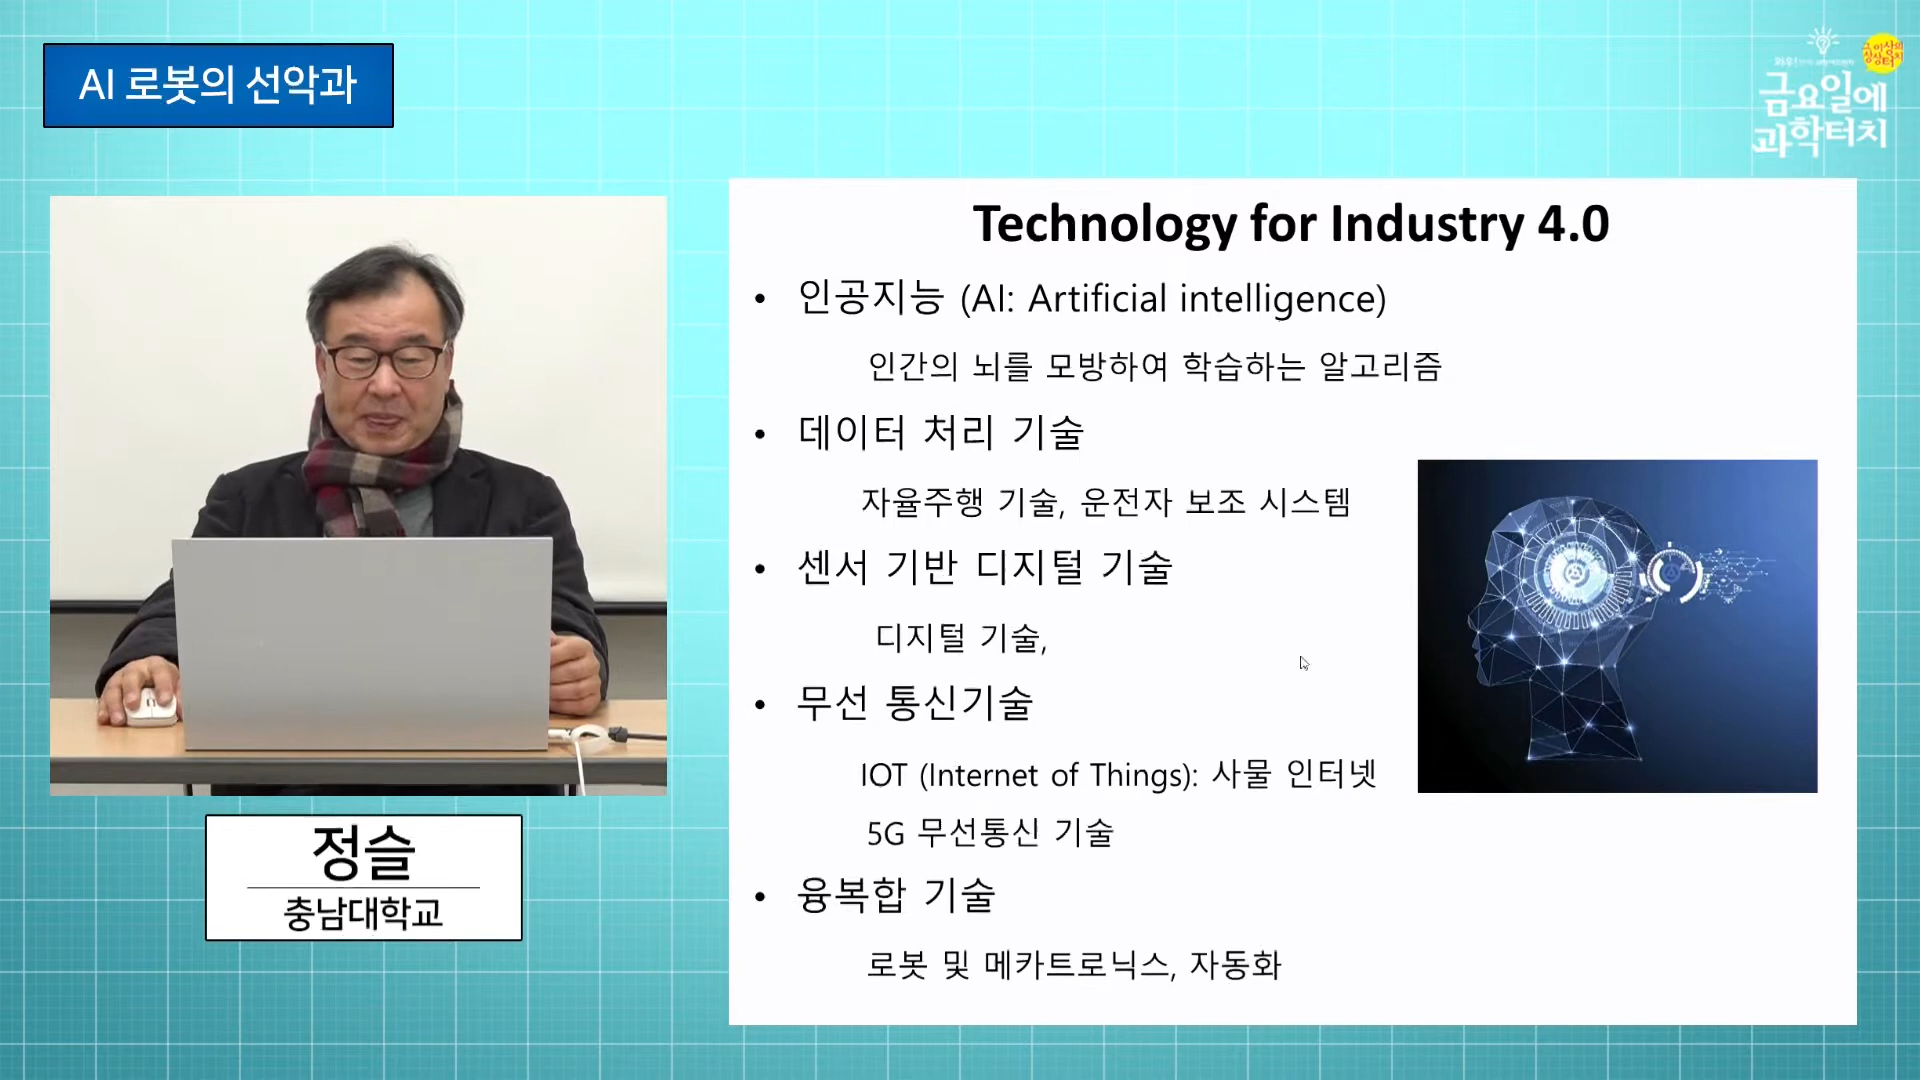 AI 로봇의 선악과
금요일에
과학터치
Technology for Industry 4.0
• 인공지능 (AI: Artificial intelligence)
인간의 뇌를 모방하여 학습하는 알고리즘
• 데이터 처리 기술
자율주행 기술, 운전자 보조 시스템
• 센서 기반 디지털 기술
디지털 기술,
• 무선 통신기술
IOT (Internet of Things): 사물 인터넷
5G 무선통신 기술
• 융복합 기술
로봇 및 메카트로닉스, 자동화
정슬
충남대학교